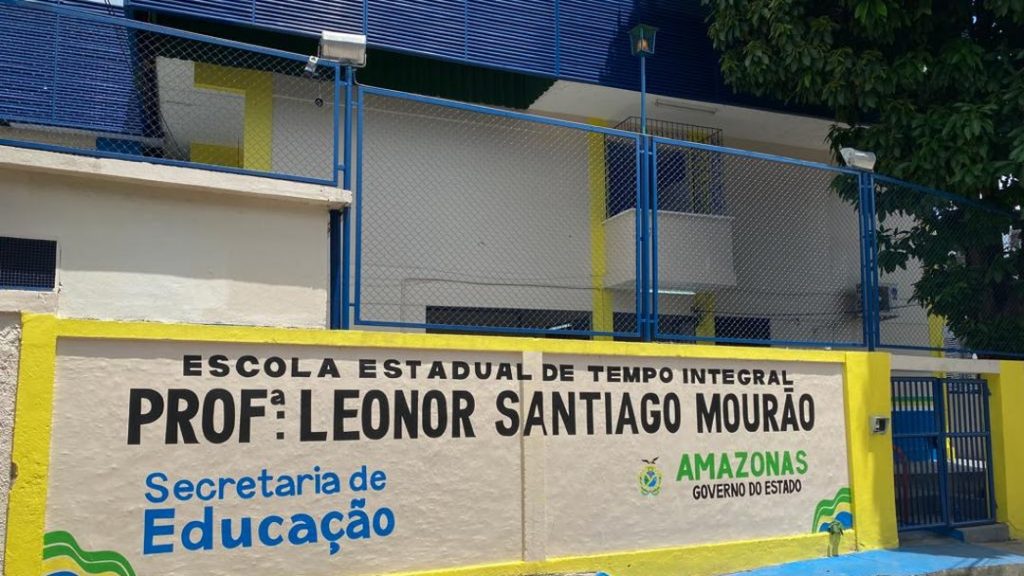 ESCOLA ESTADUAL DE TEMPO INTEGRAL
PROFª. LEONOR SANTIAGO MOURÃO
Secretaria de
Educação
AMAZONAS
GOVERNO DO ESTADO